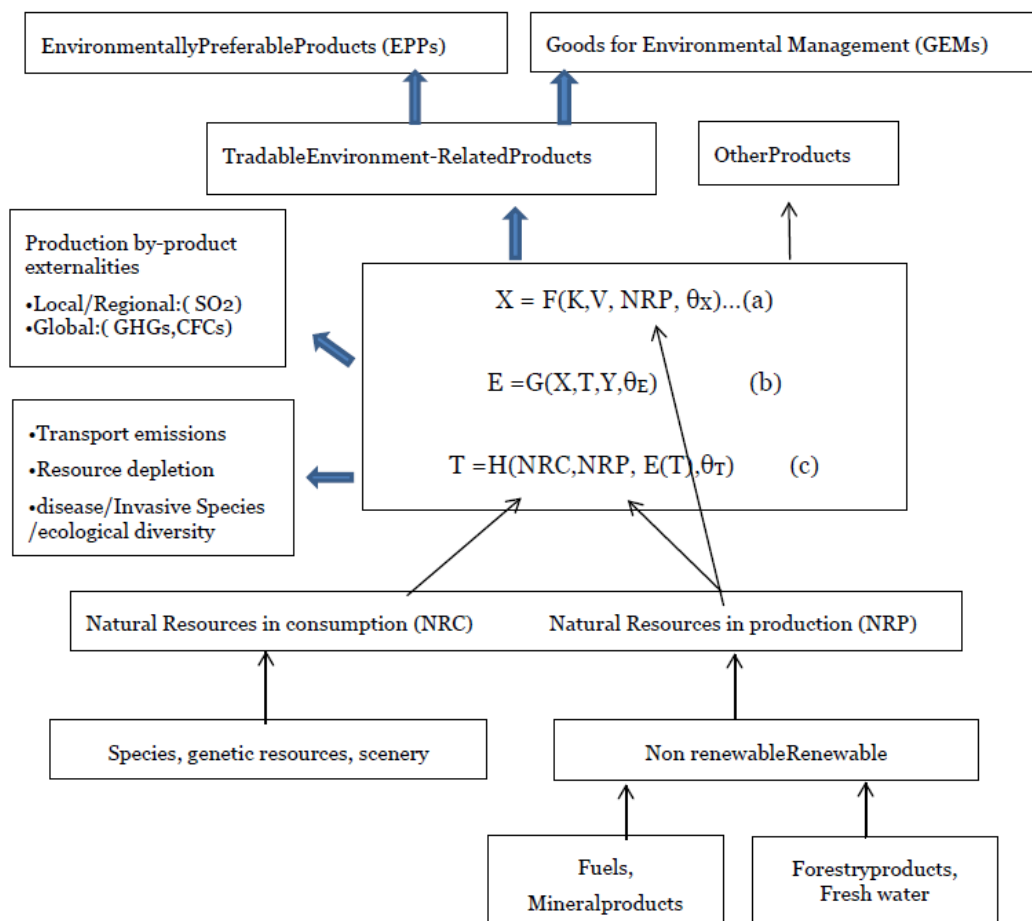 EnvironmentallyPreferableProducts (EPPs)
Goods for Environmental Management (GEMs)
TradableEnvironment-RelatedProducts
OtherProducts
Production by-product
externalities
•Local/Regional:( SO2)
•Global:( GHGs,CFCs)
X = F(K,V, NRP, θX)...(a)
E =G(X,T,Y,θE) (b)
T =H(NRC,NRP, E(T),θT) (c)
•Transport emissions
•Resource depletion
•disease/Invasive Species
/ecological diversity
Natural Resources in consumption (NRC) Natural Resources in production (NRP)
Species, genetic resources, scenery
Non renewableRenewable
Fuels,
Mineralproducts
Forestryproducts,
Fresh water